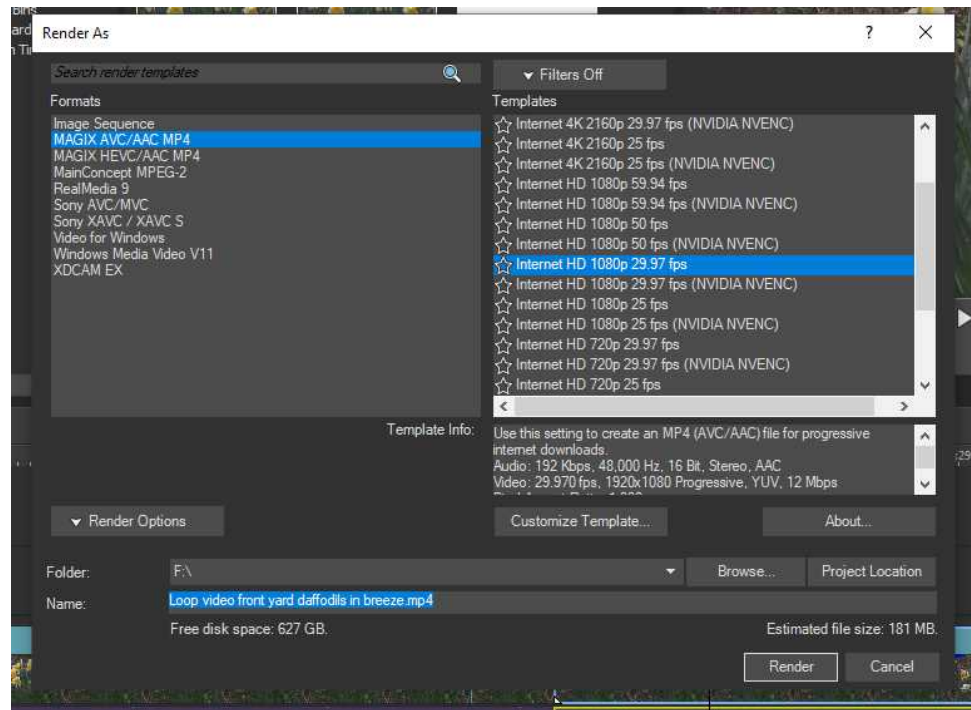 Render As
?
Search render templates
Filters Off
Formats
Templates
Image Sequence
MAGIX AVC/AAC MP4
MAGIX HEVC/AAC MP4
MainConcept MPEG-2
RealMedia 9
Sony AVC/MVC
Sony XAVC / XAVC S
Video for Windows
Windows Media Video V11
XDCAM EX
Internet 4K 2160p 29.97 fps (NVIDIA NVENC)
Internet 4K 2160p 25 fps
Internet 4K 2160p 25 fps (NVIDIA NVENC)
Internet HD 1080p 59.94 fps
Internet HD 1080p 59.94 fps (NVIDIA NVENC)
Internet HD 1080p 50 fps
Internet HD 1080p 50 fps (NVIDIA NVENC)
Internet HD 1080p 29.97 fps
Internet HD 1080p 29.97 fps (NVIDIA NVENC)
Internet HD 1080p 25 fps
Internet HD 1080p 25 fps (NVIDIA NVENC)
Internet HD 720p 29.97 fps
Internet HD 720p 29.97 fps (NVIDIA NVENC)
Internet HD 720p 25 fps
Template Info:
Use this setting to create an MP4 (AVC/AAC) file for progressive
internet downloads.
Audio: 192 Kbps, 48,000 Hz, 16 Bit, Stereo, AAC
Video: 29.970 fps, 1920x1080 Progressive, YUV, 12 Mbps
Render Options
Customize Template...
About...
Folder:
F:\
Browse...
Project Location
Name:
Loop video front yard daffodils in breeze.mp4
Free disk space: 627 GB.
Estimated file size: 181 MB.
Render
Cancel